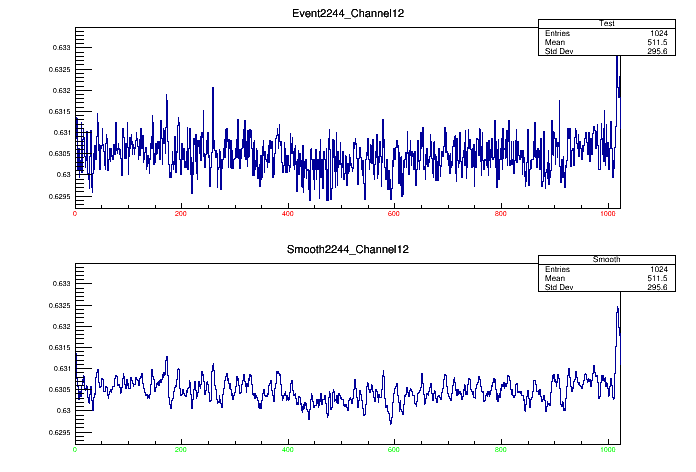 Event2244_Channel12
Test
Entries 1024
Mean 511.5
Std Dev 295.6
0.633
0.6325
0.632
0.6315
0.631
0.6305
0.63
0.6295
0 200 400 600 800 1000
Smooth2244_Channel12
Smooth
Entries 1024
Mean 511.5
Std Dev 295.6
0.633
0.6325
0.632
0.6315
0.631
0.6305
0.63
0.6295
0 200 400 600 800 1000